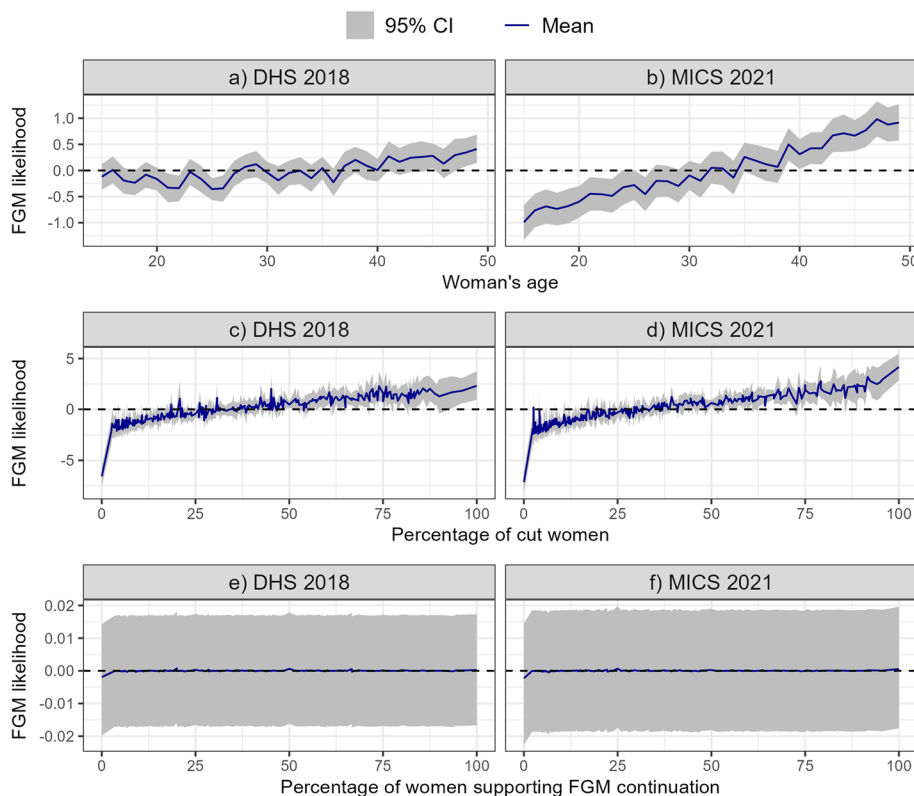 95% CI Mean
a) DHS 2018 b) MICS 2021
FGM likelihood
1.0
0.5
0.0
-0.5
-1.0
20 30 40 50 20 30 40 50
Woman's age
c) DHS 2018 d) MICS 2021
FGM likelihood
5
0
-5
0 25 50 75 100 0 25 50 75 100
Percentage of cut women
e) DHS 2018 f) MICS 2021
FGM likelihood
0.02
0.01
0.00
-0.01
-0.02
0 25 50 75 100 0 25 50 75 100
Percentage of women supporting FGM continuation